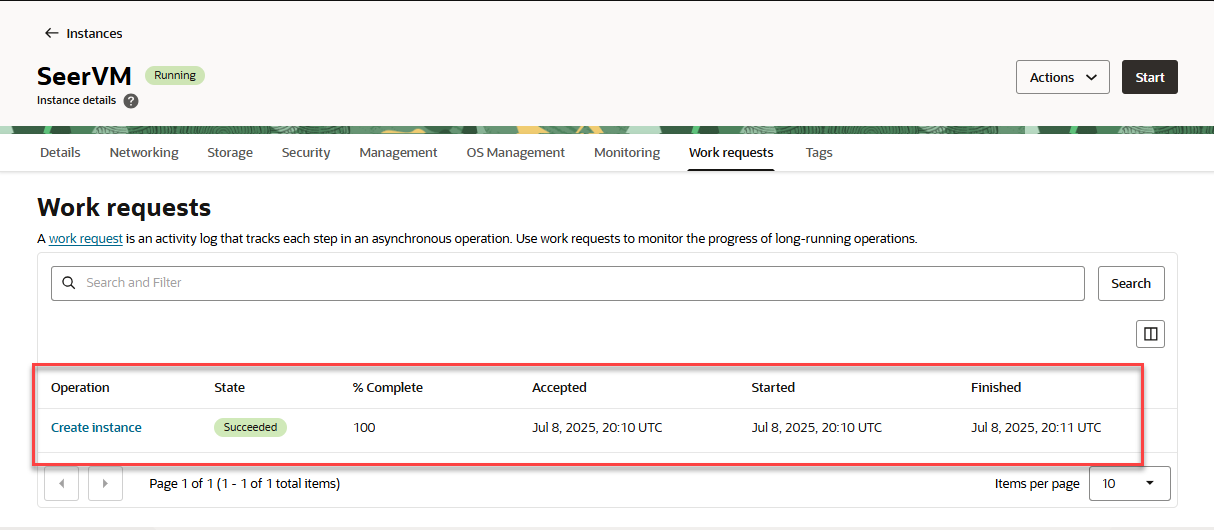 Instances
SeerVM Running
Instance details ?
Actions Start
Details Networking Storage Security Management OS Management Monitoring Work requests Tags
Work requests
A work request is an activity log that tracks each step in an asynchronous operation. Use work requests to monitor the progress of long-running operations.
Search and Filter Search
Operation State % Complete Accepted Started Finished
Create instance Succeeded 100 Jul 8, 2025, 20:10 UTC Jul 8, 2025, 20:10 UTC Jul 8, 2025, 20:11 UTC
Page 1 of 1 (1 - 1 of 1 total items) Items per page 10